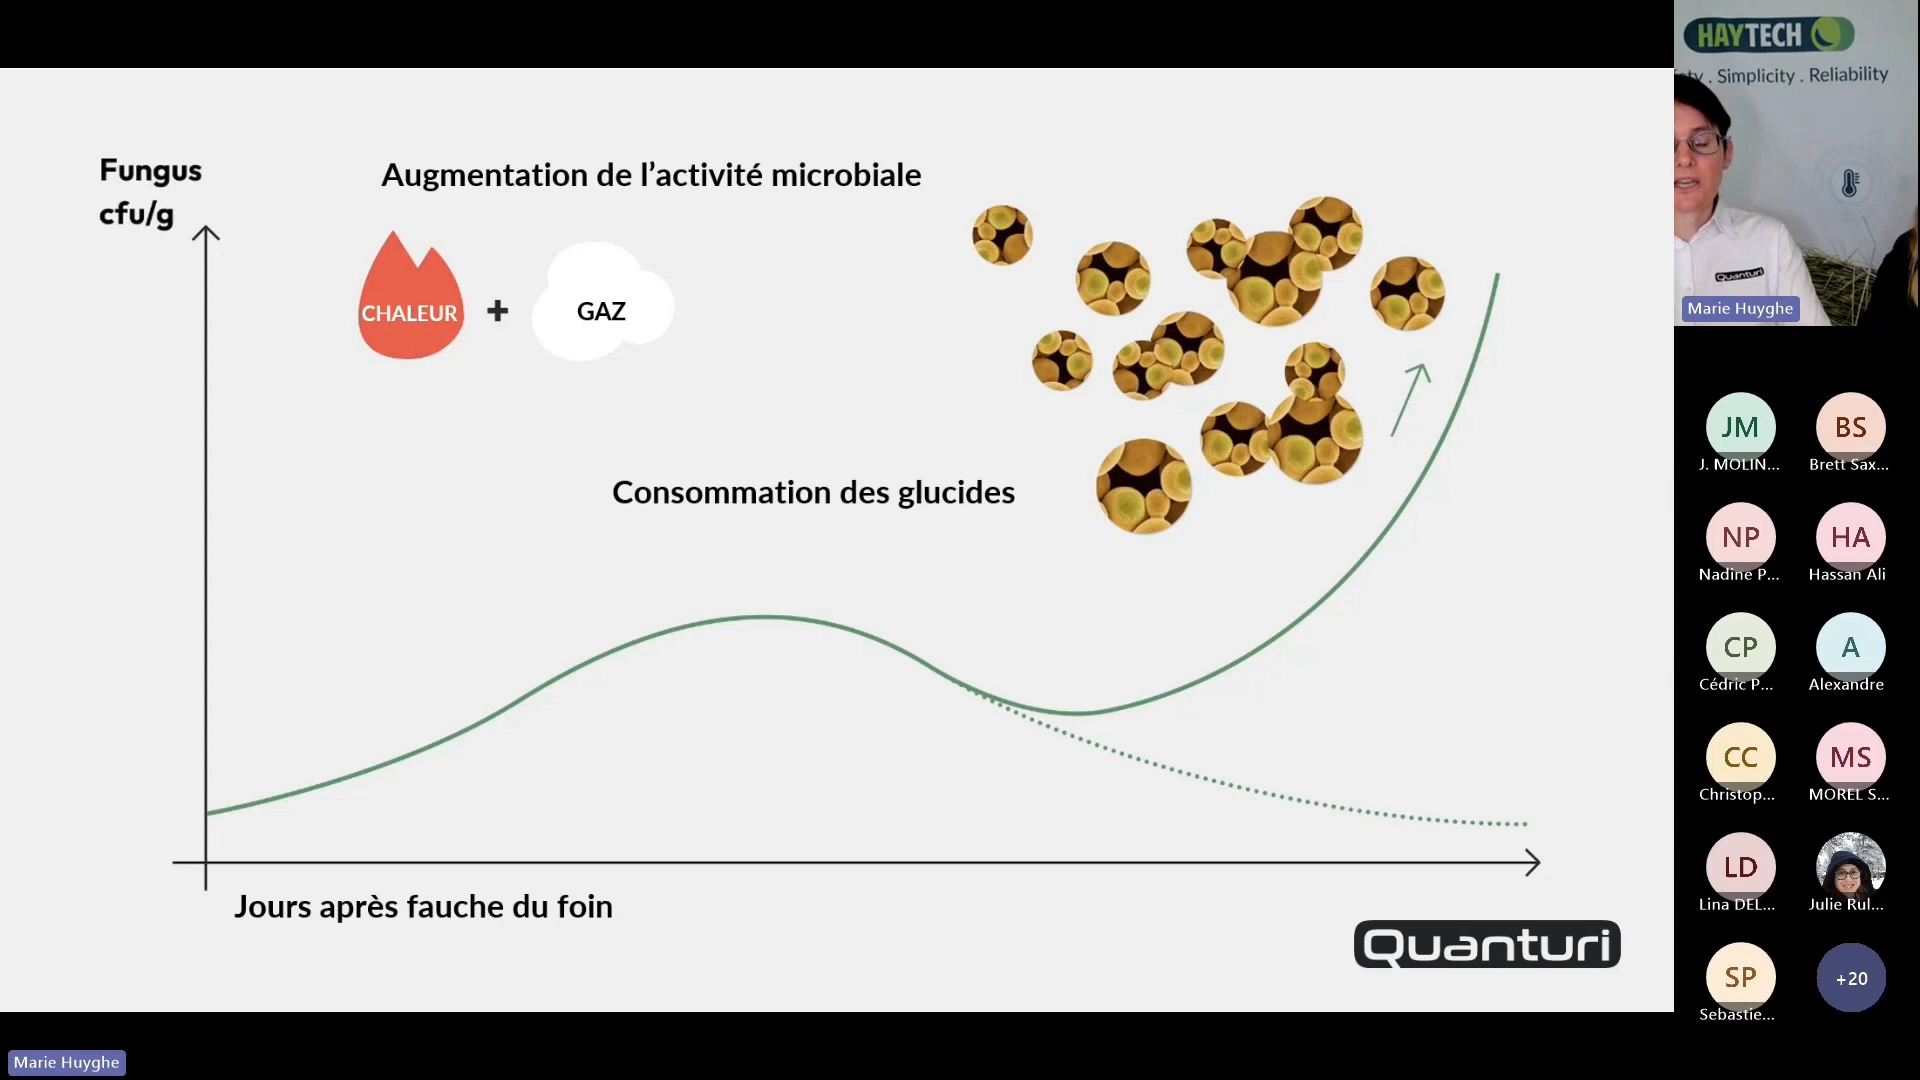 Fungus
cfu/g
Augmentation de l’activité microbiale
CHALEUR
+
GAZ
Consommation des glucides
Jours après fauche du foin
Quanturi
HAYTECH
ty . Simplicity . Reliability
Quanturi
Marie Huyghe
JM
J. MOLIN...
BS
Brett Sax...
NP
Nadine P...
HA
Hassan Ali
CP
Cédric P...
A
Alexandre
CC
Christop...
MS
MOREL S...
LD
Lina DEL...
Julie Rul...
SP
Sebastie...
+20
Marie Huyghe